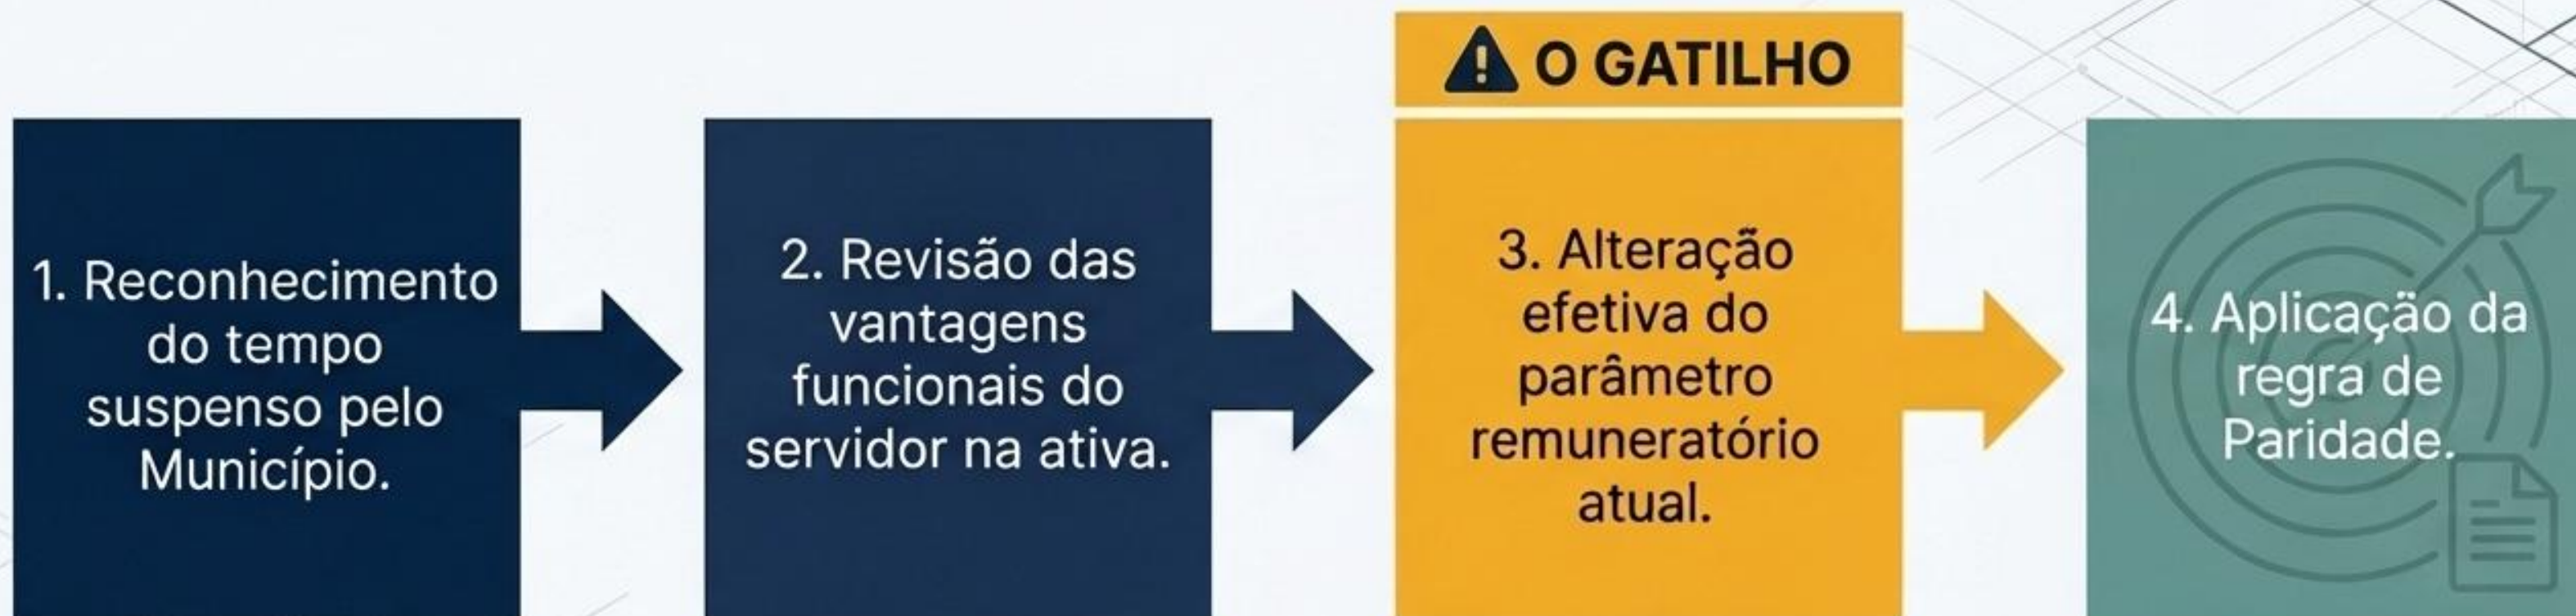 1. Reconhecimento
do tempo
suspenso pelo
Município.
2. Revisão das
vantagens
funcionais do
servidor na ativa.
O GATILHO
3. Alteração
efetiva do
parâmetro
remuneratório
atual.
4. Aplicação da
regra de
Paridade.